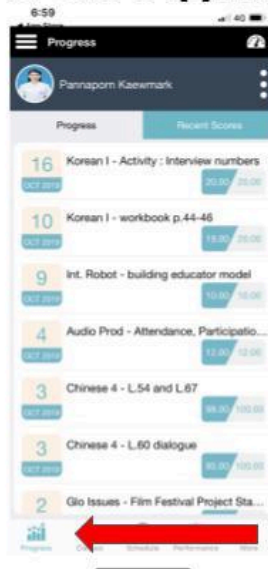 6:59
4G
Progress
Pannaporn Kaewmark
Progress
Recent Scores
16
OCT 2019
Korean I - Activity : Interview numbers
20.00 20.00
10
OCT 2019
Korean I - workbook p.44-46
19.00 20.00
9
OCT 2019
Int. Robot - building educator model
10.00 10.00
4
OCT 2019
Audio Prod - Attendance, Participatio...
12.00 12.00
3
OCT 2019
Chinese 4 - L.54 and L.67
98.00 100.00
3
OCT 2019
Chinese 4 - L.60 dialogue
95.00 100.00
2
Glo Issues - Film Festival Project Sta...
Progress
Schedule
Performance
More